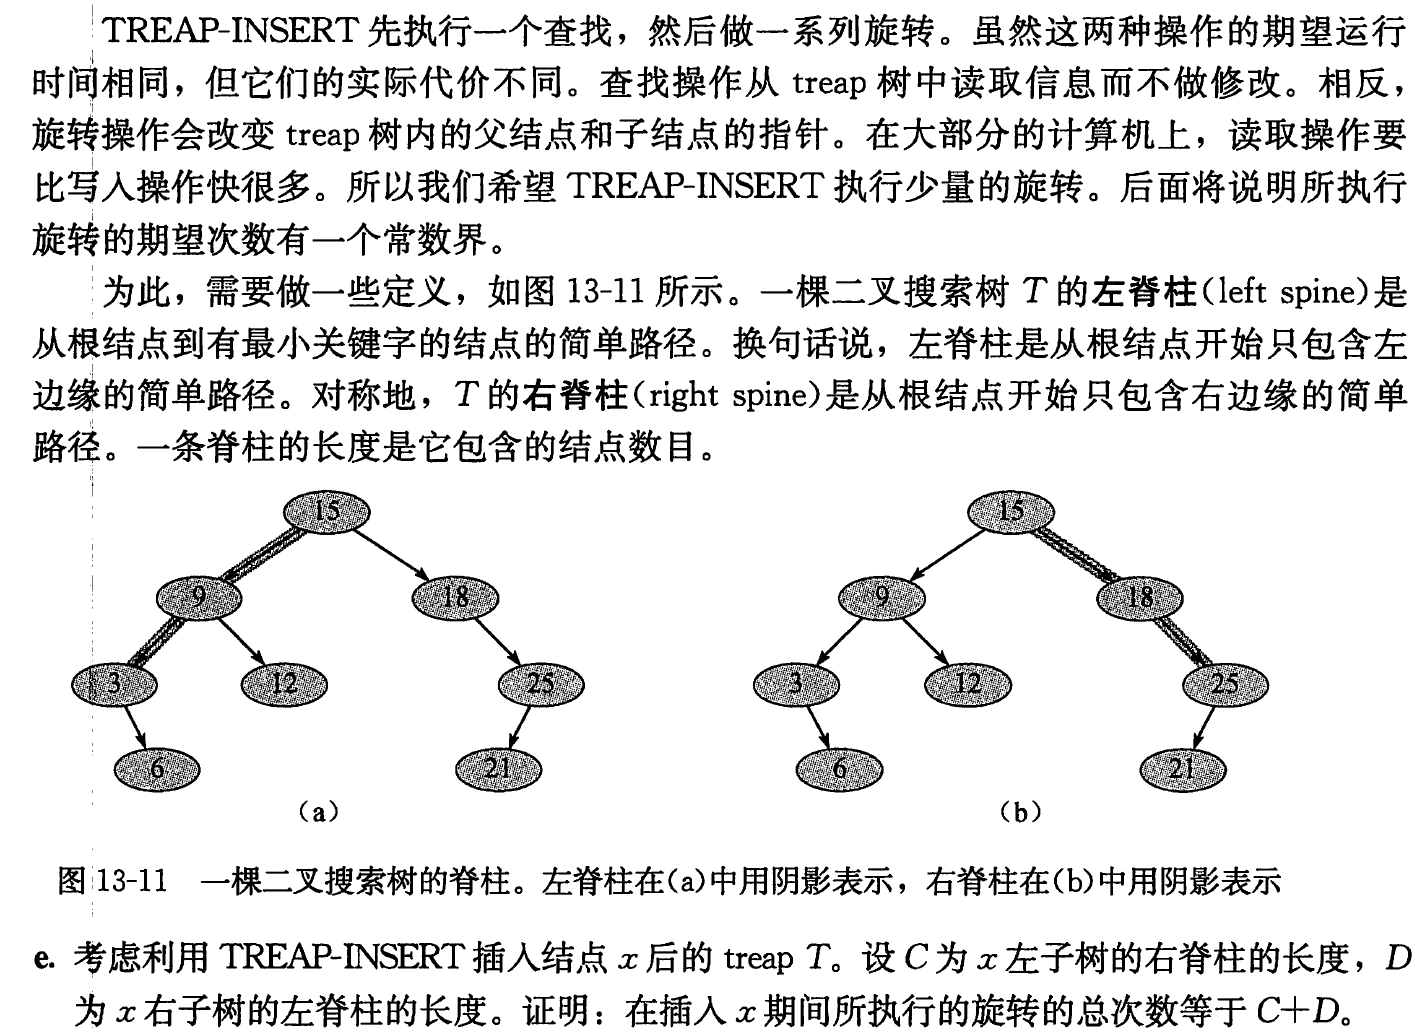 TREAP-INSERT 先执行一个查找，然后做一系列旋转。虽然这两种操作的期望运行
时间相同，但它们的实际代价不同。查找操作从 treap 树中读取信息而不做修改。相反，
旋转操作会改变 treap 树内的父结点和子结点的指针。在大部分的计算机上，读取操作要
比写入操作快很多。所以我们希望 TREAP-INSERT 执行少量的旋转。后面将说明所执行
旋转的期望次数有一个常数界。
为此，需要做一些定义，如图 13-11 所示。一棵二叉搜索树 T 的左脊柱(left spine)是
从根结点到有最小关键字的结点的简单路径。换句话说，左脊柱是从根结点开始只包含左
边缘的简单路径。对称地，T 的右脊柱(right spine)是从根结点开始只包含右边缘的简单
路径。一条脊柱的长度是它包含的结点数目。
15
9 18
3 12 25
6 21
(a)
15
9 18
3 12 25
6 21
(b)
图 13-11 一棵二叉搜索树的脊柱。左脊柱在(a)中用阴影表示，右脊柱在(b)中用阴影表示
e. 考虑利用 TREAP-INSERT 插入结点 x 后的 treap T。设 C 为 x 左子树的右脊柱的长度，D
为 x 右子树的左脊柱的长度。证明：在插入 x 期间所执行的旋转的总次数等于 C+D。